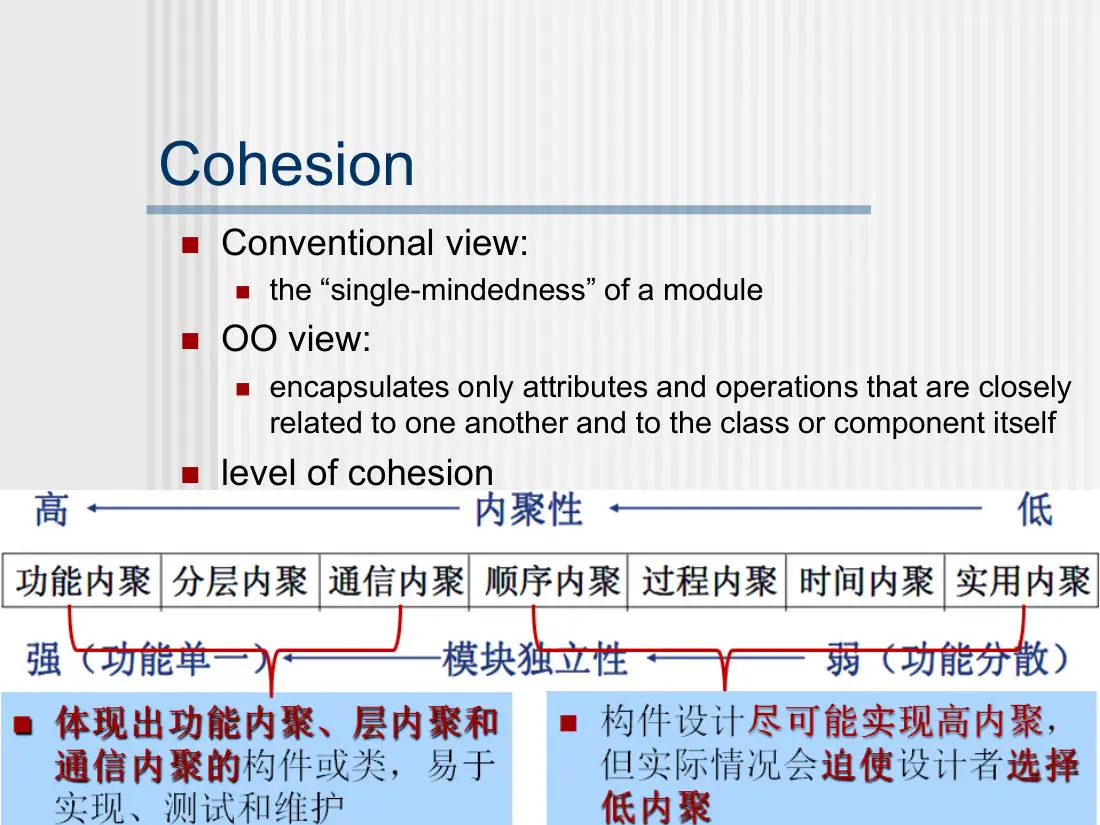 Cohesion
Conventional view:
the “single-mindedness” of a module
OO view:
encapsulates only attributes and operations that are closely
related to one another and to the class or component itself
level of cohesion
高 内聚性 低
功能内聚 分层内聚 通信内聚 顺序内聚 过程内聚 时间内聚 实用内聚
强（功能单一） 模块独立性 弱（功能分散）
体现出功能内聚、层内聚和
通信内聚的构件或类，易于
实现、测试和维护
构件设计尽可能实现高内聚，
但实际情况会迫使设计者选择
低内聚